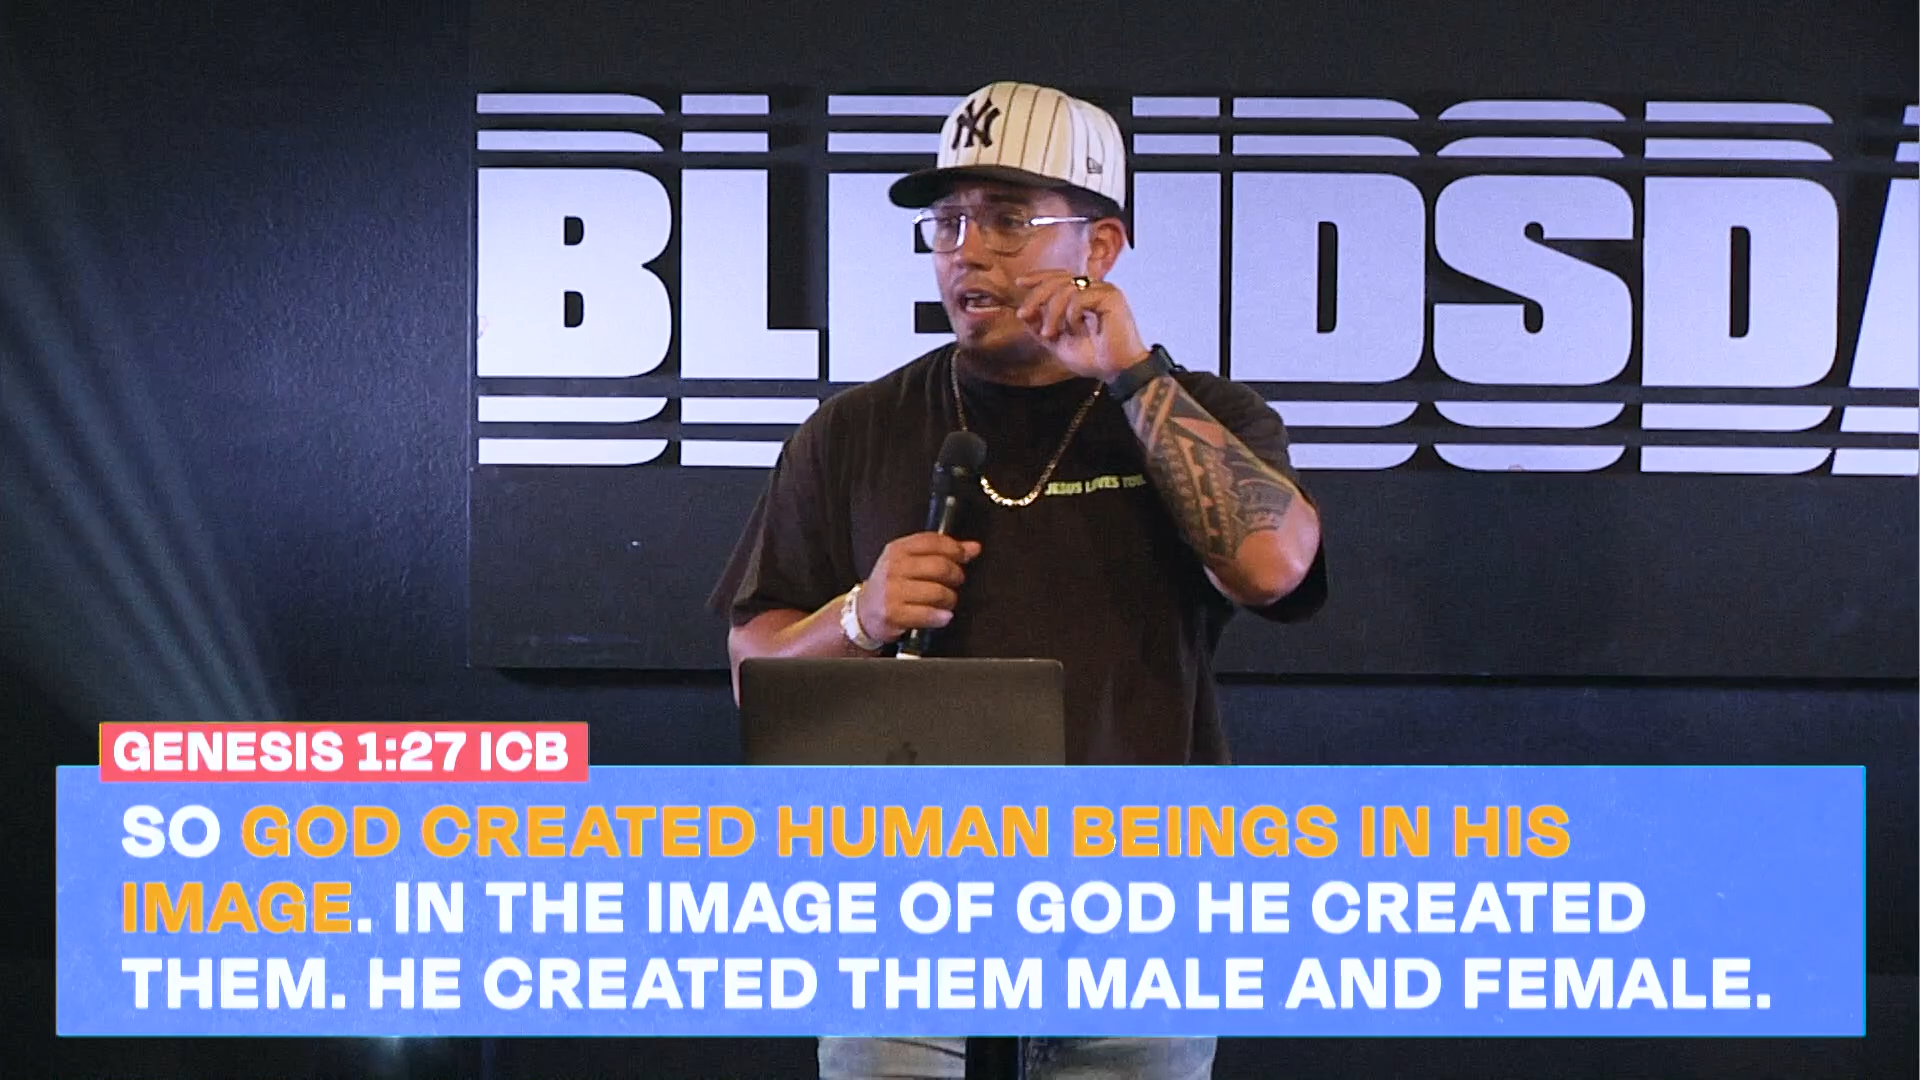 NY
BLENDSDA
JESUS LOVES YOU
GENESIS 1:27 ICB
SO GOD CREATED HUMAN BEINGS IN HIS
IMAGE. IN THE IMAGE OF GOD HE CREATED
THEM. HE CREATED THEM MALE AND FEMALE.